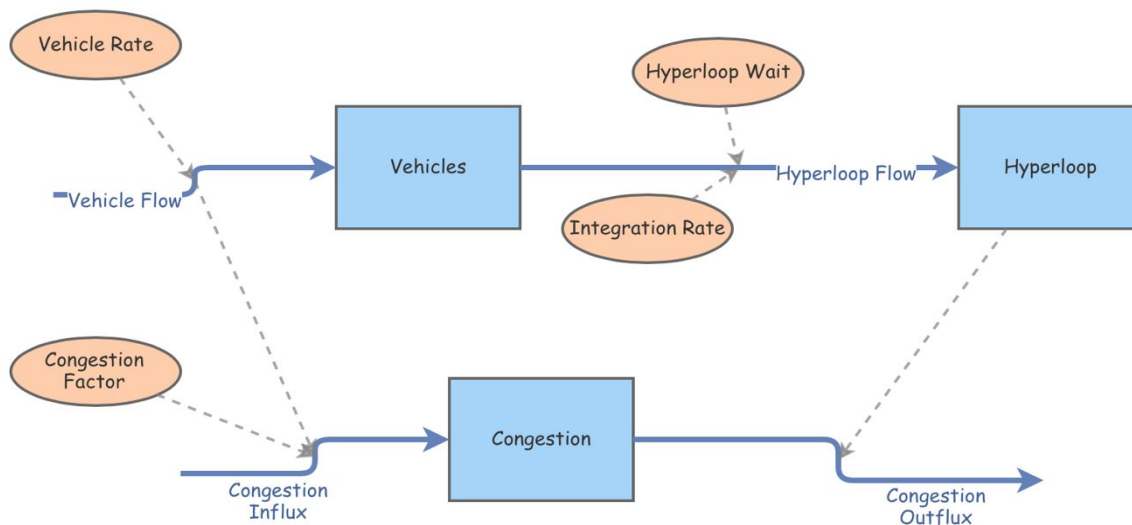 Vehicle Rate
Hyperloop Wait
Vehicles
Hyperloop
Vehicle Flow
Hyperloop Flow
Integration Rate
Congestion
Factor
Congestion
Congestion
Influx
Congestion
Outflux